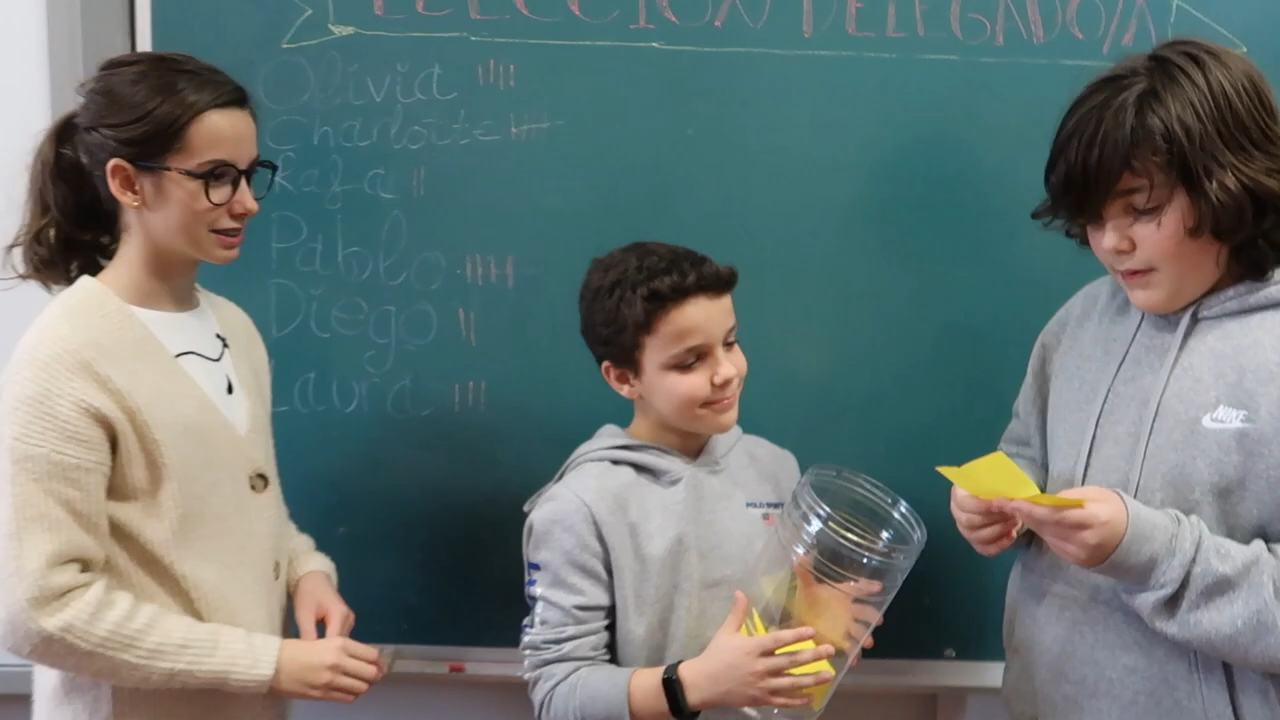 ELECCIÓN DELEGADO/A
Olivia
Charlotte
Rafa
Pablo
Diego
Laura
POLO SPORT
NIKE